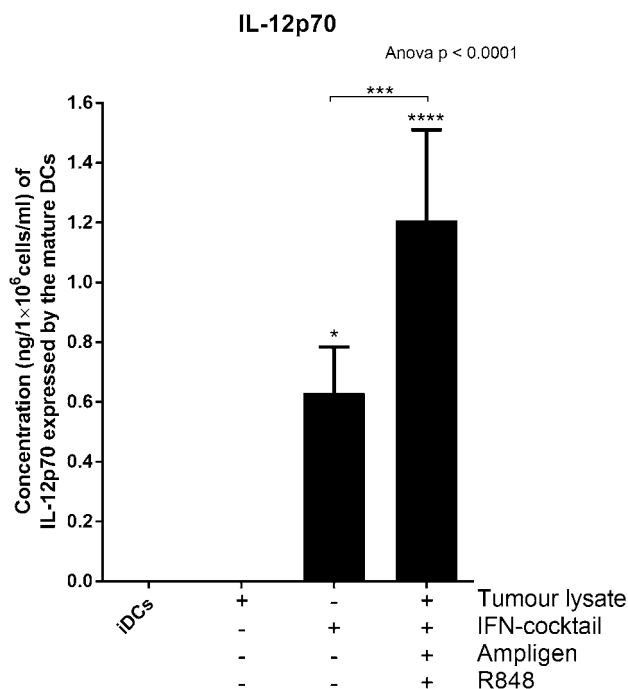 IL-12p70
Anova p < 0.0001
***
****
*
Concentration (ng/1×10⁶cells/ml) of
IL-12p70 expressed by the mature DCs
1.6
1.4
1.2
1.0
0.8
0.6
0.4
0.2
0.0
iDCs
+ - + Tumour lysate
- + + IFN-cocktail
- - + Ampligen
- - + R848